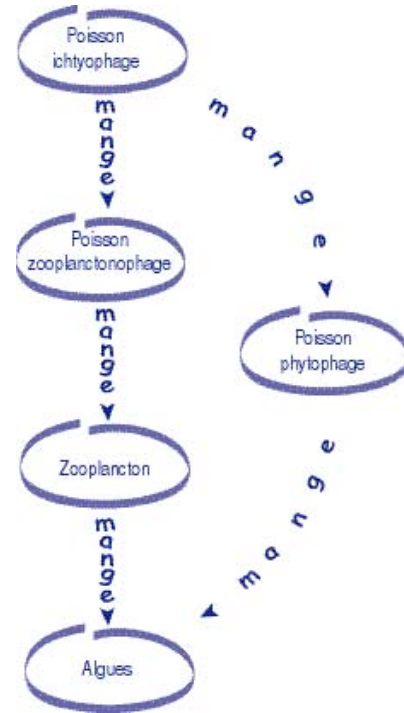 Poisson
ichtyophage
mange
mange
Poisson
zooplanctonophage
mange
Poisson
phytophage
Zooplancton
mange
mange
Algues